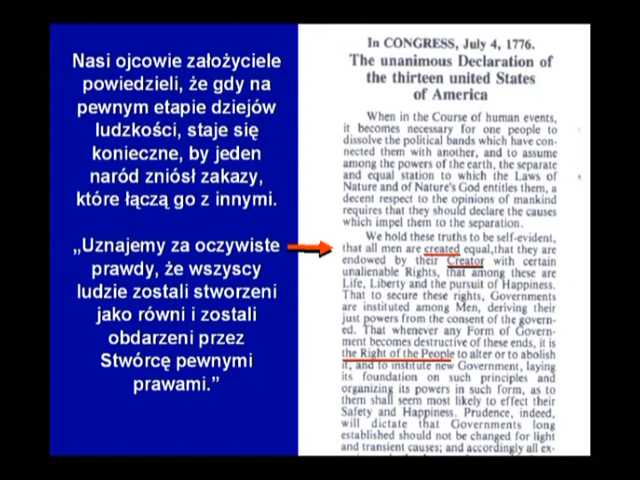 Nasi ojcowie założyciele
powiedzieli, że gdy na
pewnym etapie dziejów
ludzkości, staje się
konieczne, by jeden
naród zniósł zakazy,
które łączą go z innymi.
„Uznajemy za oczywiste
prawdy, że wszyscy
ludzie zostali stworzeni
jako równi i zostali
obdarzeni przez
Stwórcę pewnymi
prawami.”
In CONGRESS, July 4, 1776.
The unanimous Declaration of
the thirteen united States
of America
When in the Course of human events,
it becomes necessary for one people to
dissolve the political bands which have con-
nected them with another, and to assume
among the powers of the earth, the separate
and equal station to which the Laws of
Nature and of Nature's God entitles them, a
decent respect to the opinions of mankind
requires that they should declare the causes
which impel them to the separation.
We hold these truths to be self-evident,
that all men are created equal,that they are
endowed by their Creator with certain
unalienable Rights, that among these are
Life, Liberty and the pursuit of Happiness.
That to secure these rights, Governments
are instituted among Men, deriving their
just powers from the consent of the govern-
ed. That whenever any Form of Govern-
ment becomes destructive of these ends, it is
the Right of the People to alter or to abolish
it, and to institute new Government, laying
its foundation on such principles and
organizing its powers in such form, as to
them shall seem most likely to effect their
Safety and Happiness. Prudence, indeed,
will dictate that Governments long
established should not be changed for light
and transient causes; and accordingly all ex-